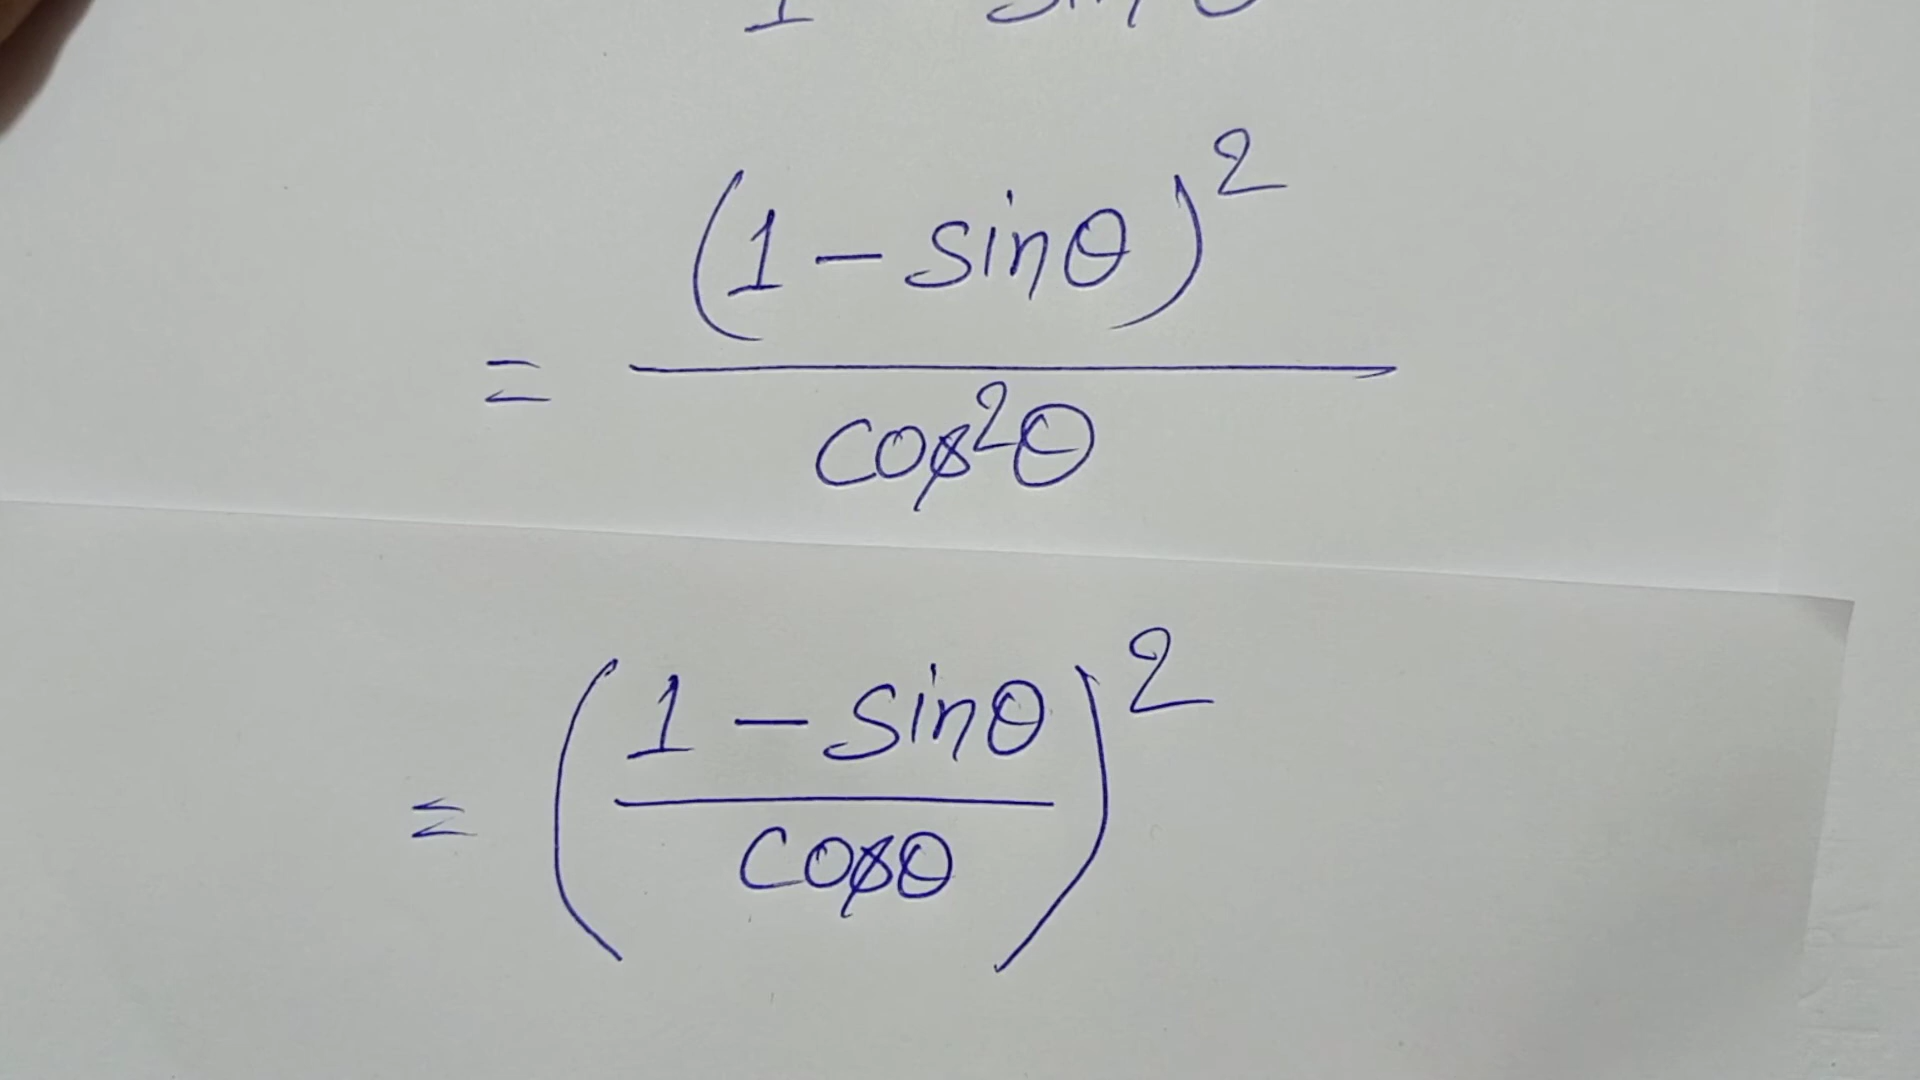 = (1 - sinθ)² / cos²θ
= ((1 - sinθ) / cosθ)²